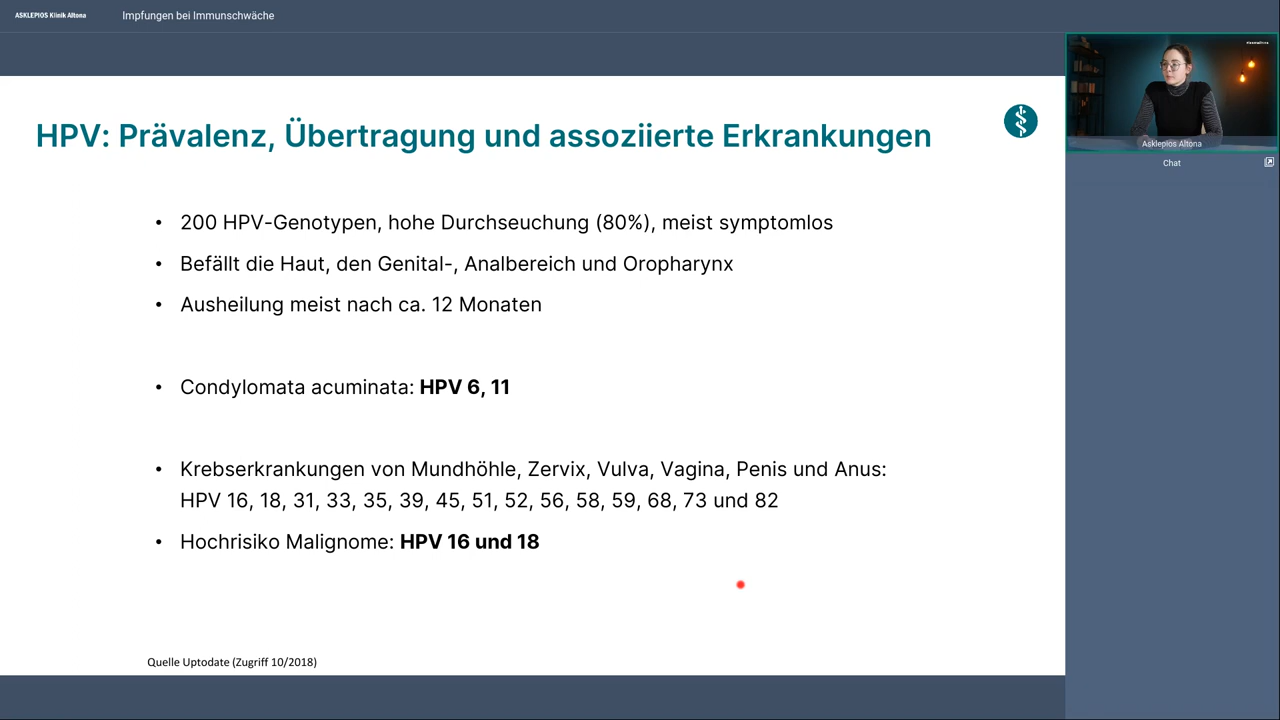 ASKLEPIOS Klinik Altona
Impfungen bei Immunschwäche
HPV: Prävalenz, Übertragung und assoziierte Erkrankungen
• 200 HPV-Genotypen, hohe Durchseuchung (80%), meist symptomlos
• Befällt die Haut, den Genital-, Analbereich und Oropharynx
• Ausheilung meist nach ca. 12 Monaten
• Condylomata acuminata: HPV 6, 11
• Krebserkrankungen von Mundhöhle, Zervix, Vulva, Vagina, Penis und Anus:
HPV 16, 18, 31, 33, 35, 39, 45, 51, 52, 56, 58, 59, 68, 73 und 82
• Hochrisiko Malignome: HPV 16 und 18
Quelle Uptodate (Zugriff 10/2018)
Asklepios Altona
Chat